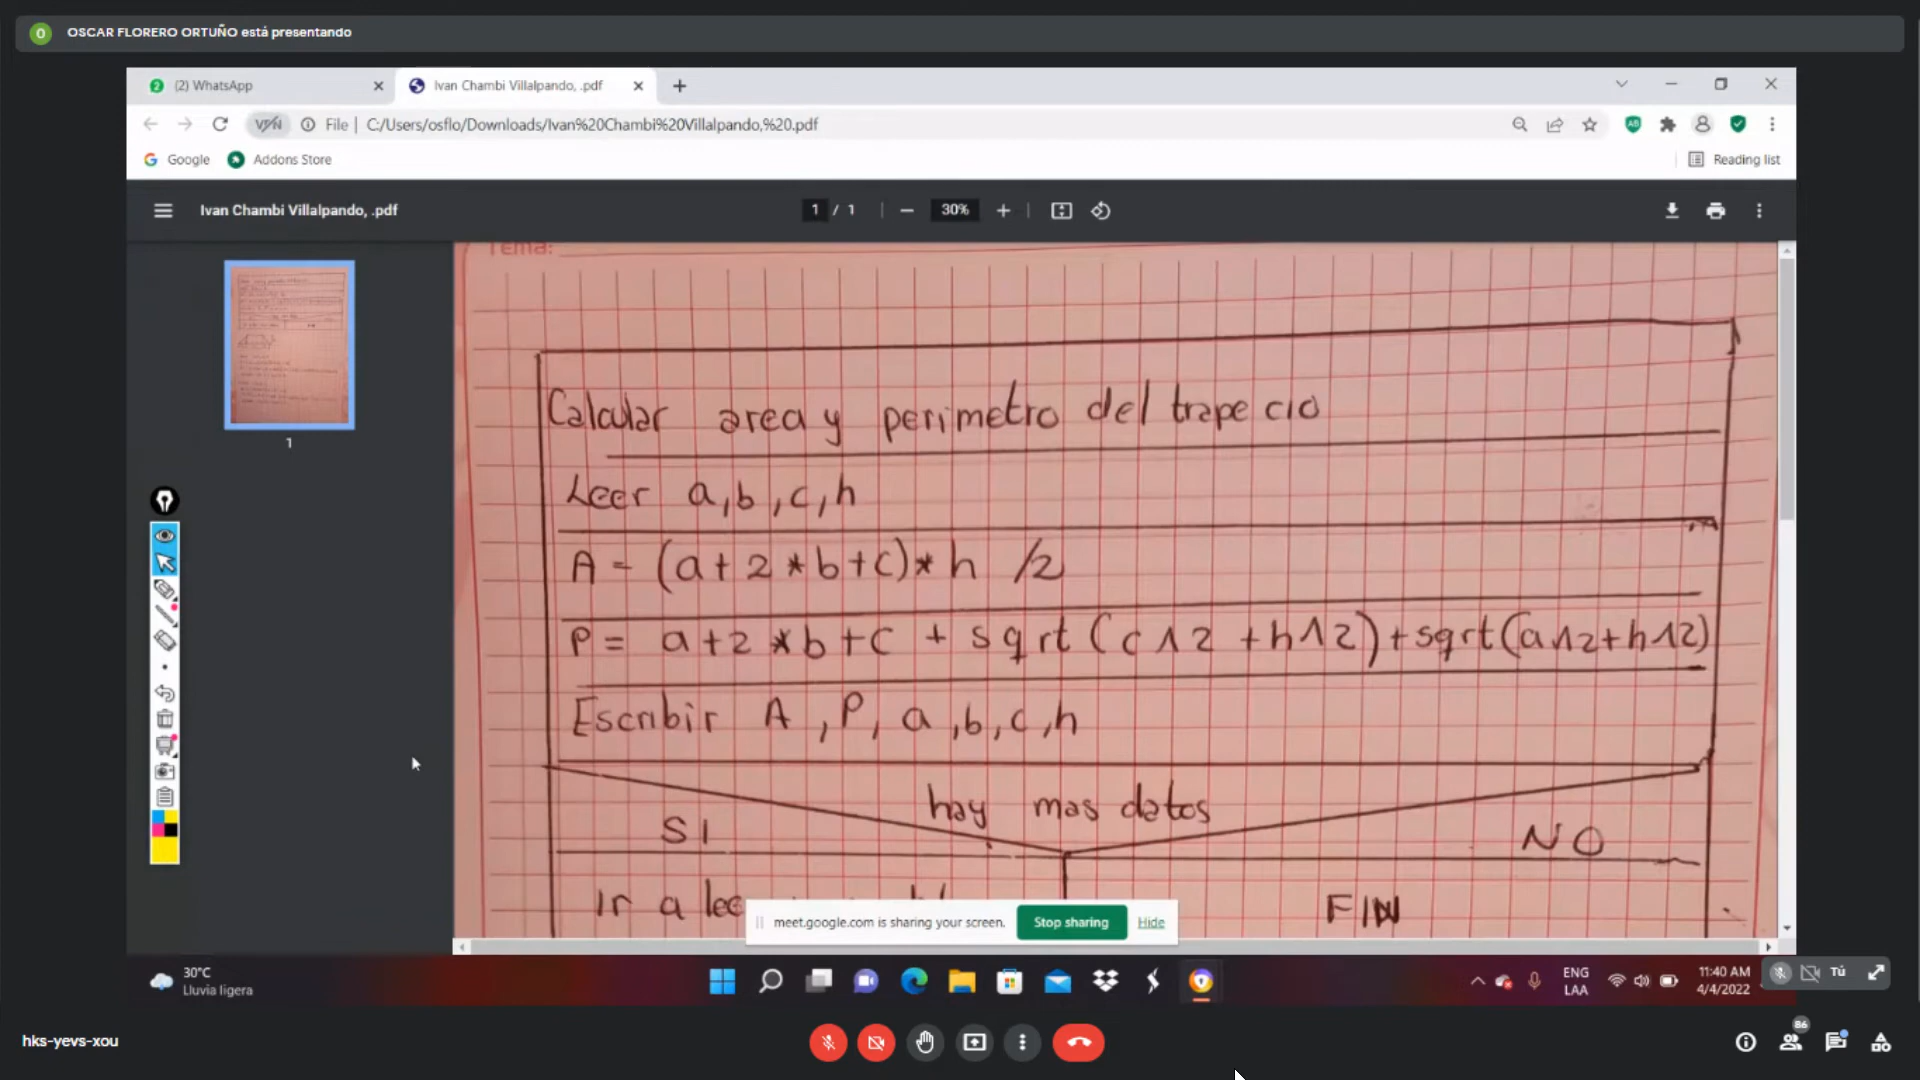 OSCAR FLORERO ORTUÑO está presentando
(2) WhatsApp
Ivan Chambi Villalpando, .pdf
VPN
File | C:/Users/osflo/Downloads/Ivan%20Chambi%20Villalpando,%20.pdf
Google
Addons Store
Reading list
Ivan Chambi Villalpando, .pdf
1 / 1
30%
Tema:
Calcular area y perimetro del trapecio
Leer a,b,c,h
A = (a+2*b+c)*h /2
P= a+2*b+c + sqrt(c^2+h^2)+sqrt(a^2+h^2)
Escribir A,P,a,b,c,h
hay mas datos
SI
NO
Ir a
FIN
1
meet.google.com is sharing your screen.
Stop sharing
Hide
30°C
Lluvia ligera
ENG
LAA
11:40 AM
4/4/2022
Tú
hks-yevs-xou
86